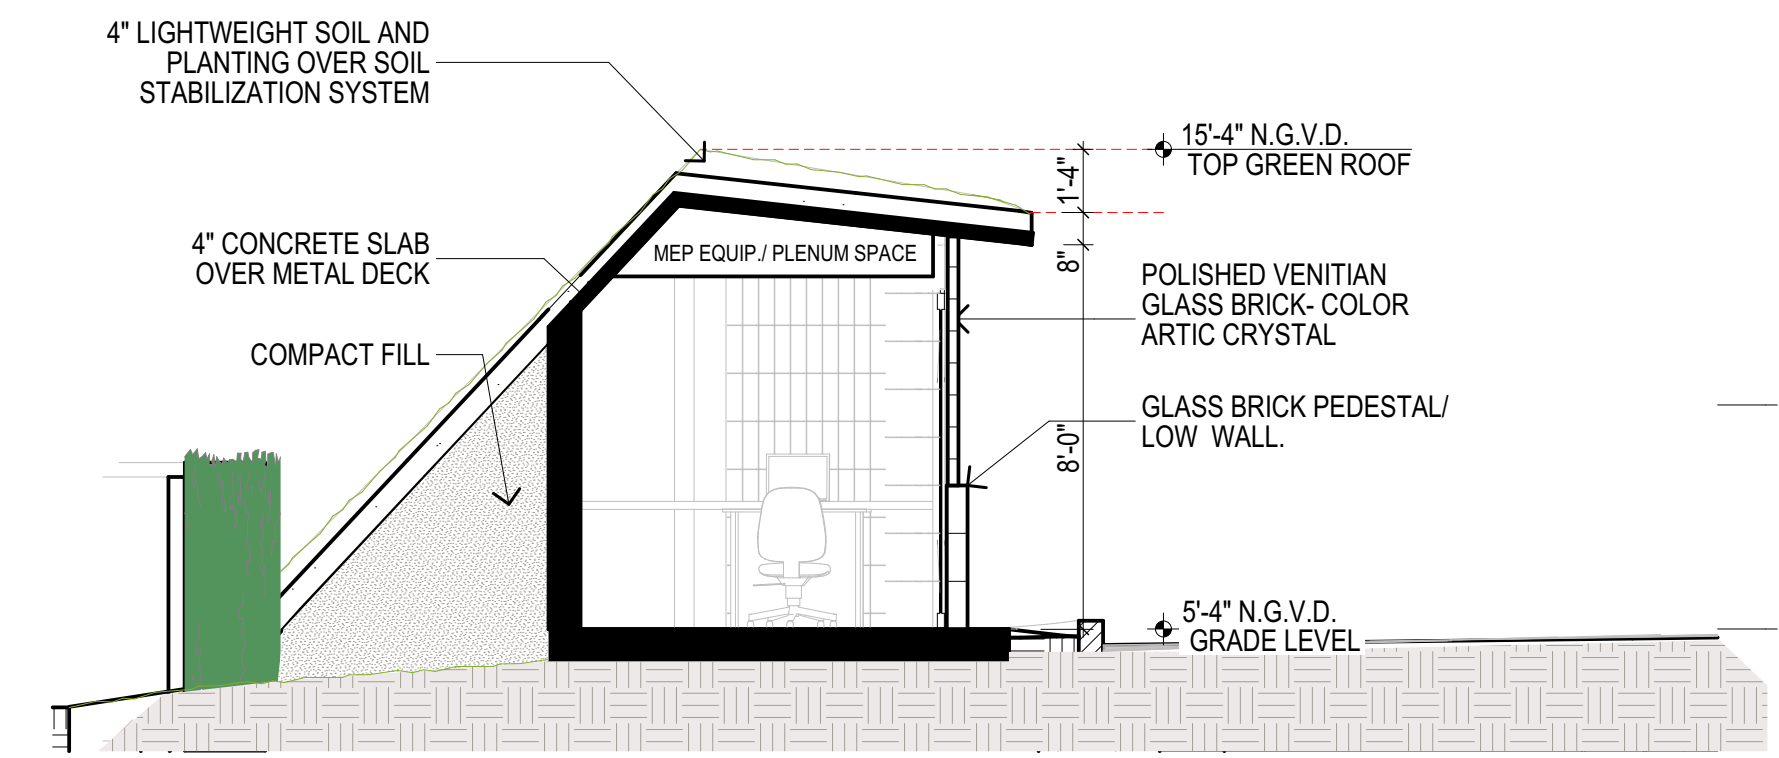 4" LIGHTWEIGHT SOIL AND
PLANTING OVER SOIL
STABILIZATION SYSTEM
15'-4" N.G.V.D.
TOP GREEN ROOF
1'-4"
4" CONCRETE SLAB
OVER METAL DECK
MEP EQUIP./ PLENUM SPACE
8"
POLISHED VENITIAN
GLASS BRICK- COLOR
ARTIC CRYSTAL
COMPACT FILL
GLASS BRICK PEDESTAL/
LOW WALL.
8'-0"
5'-4" N.G.V.D.
GRADE LEVEL